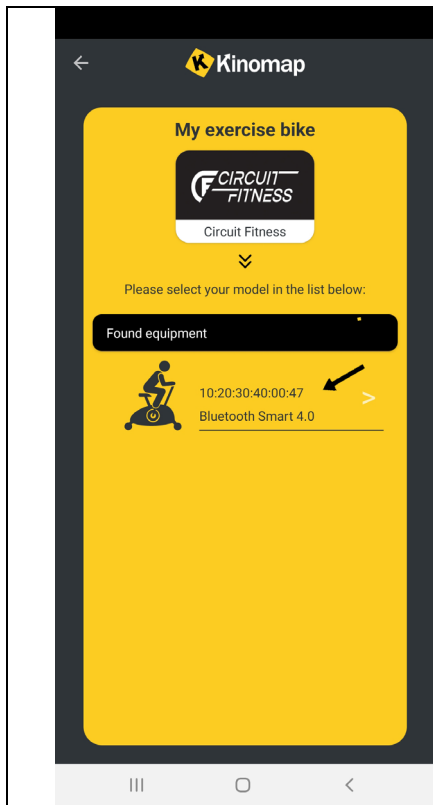 Kinomap
My exercise bike
CIRCUIT
FITNESS
Circuit Fitness
Please select your model in the list below:
Found equipment
10:20:30:40:00:47
Bluetooth Smart 4.0